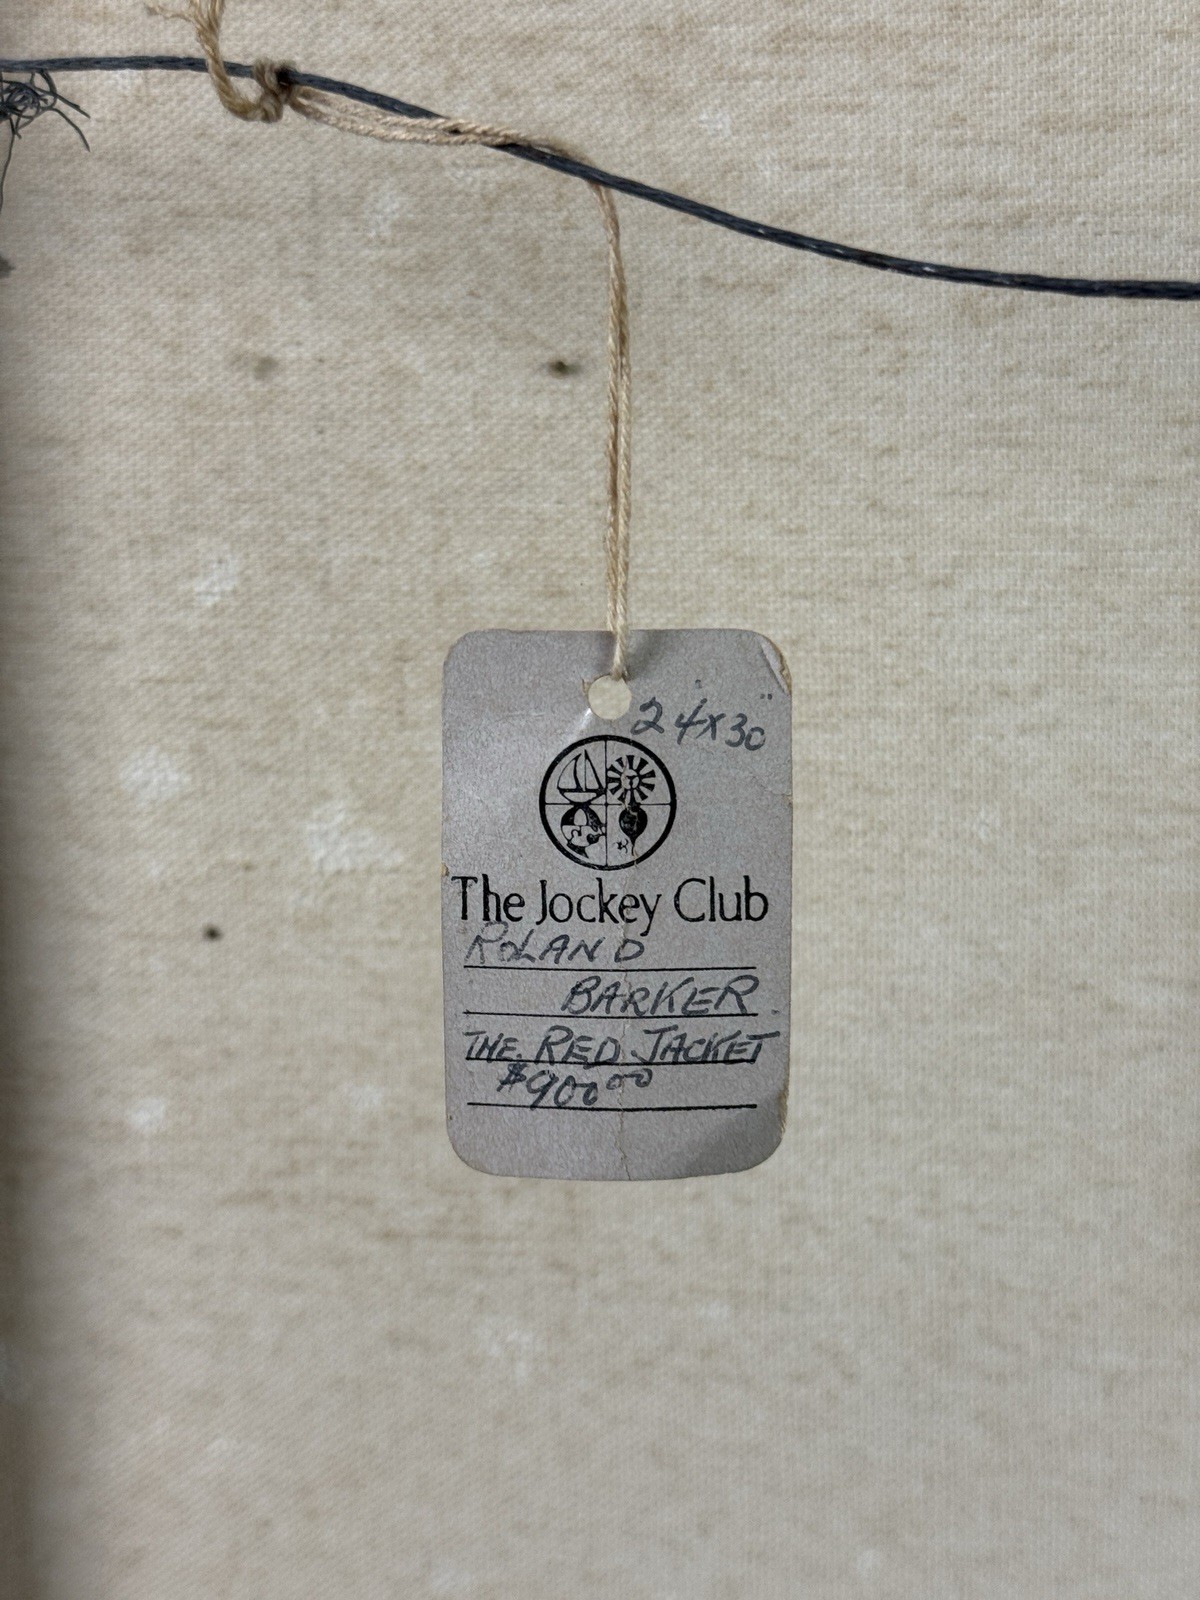 24x30"
The Jockey Club
ROLAND
BARKER
THE RED JACKET
$900.00